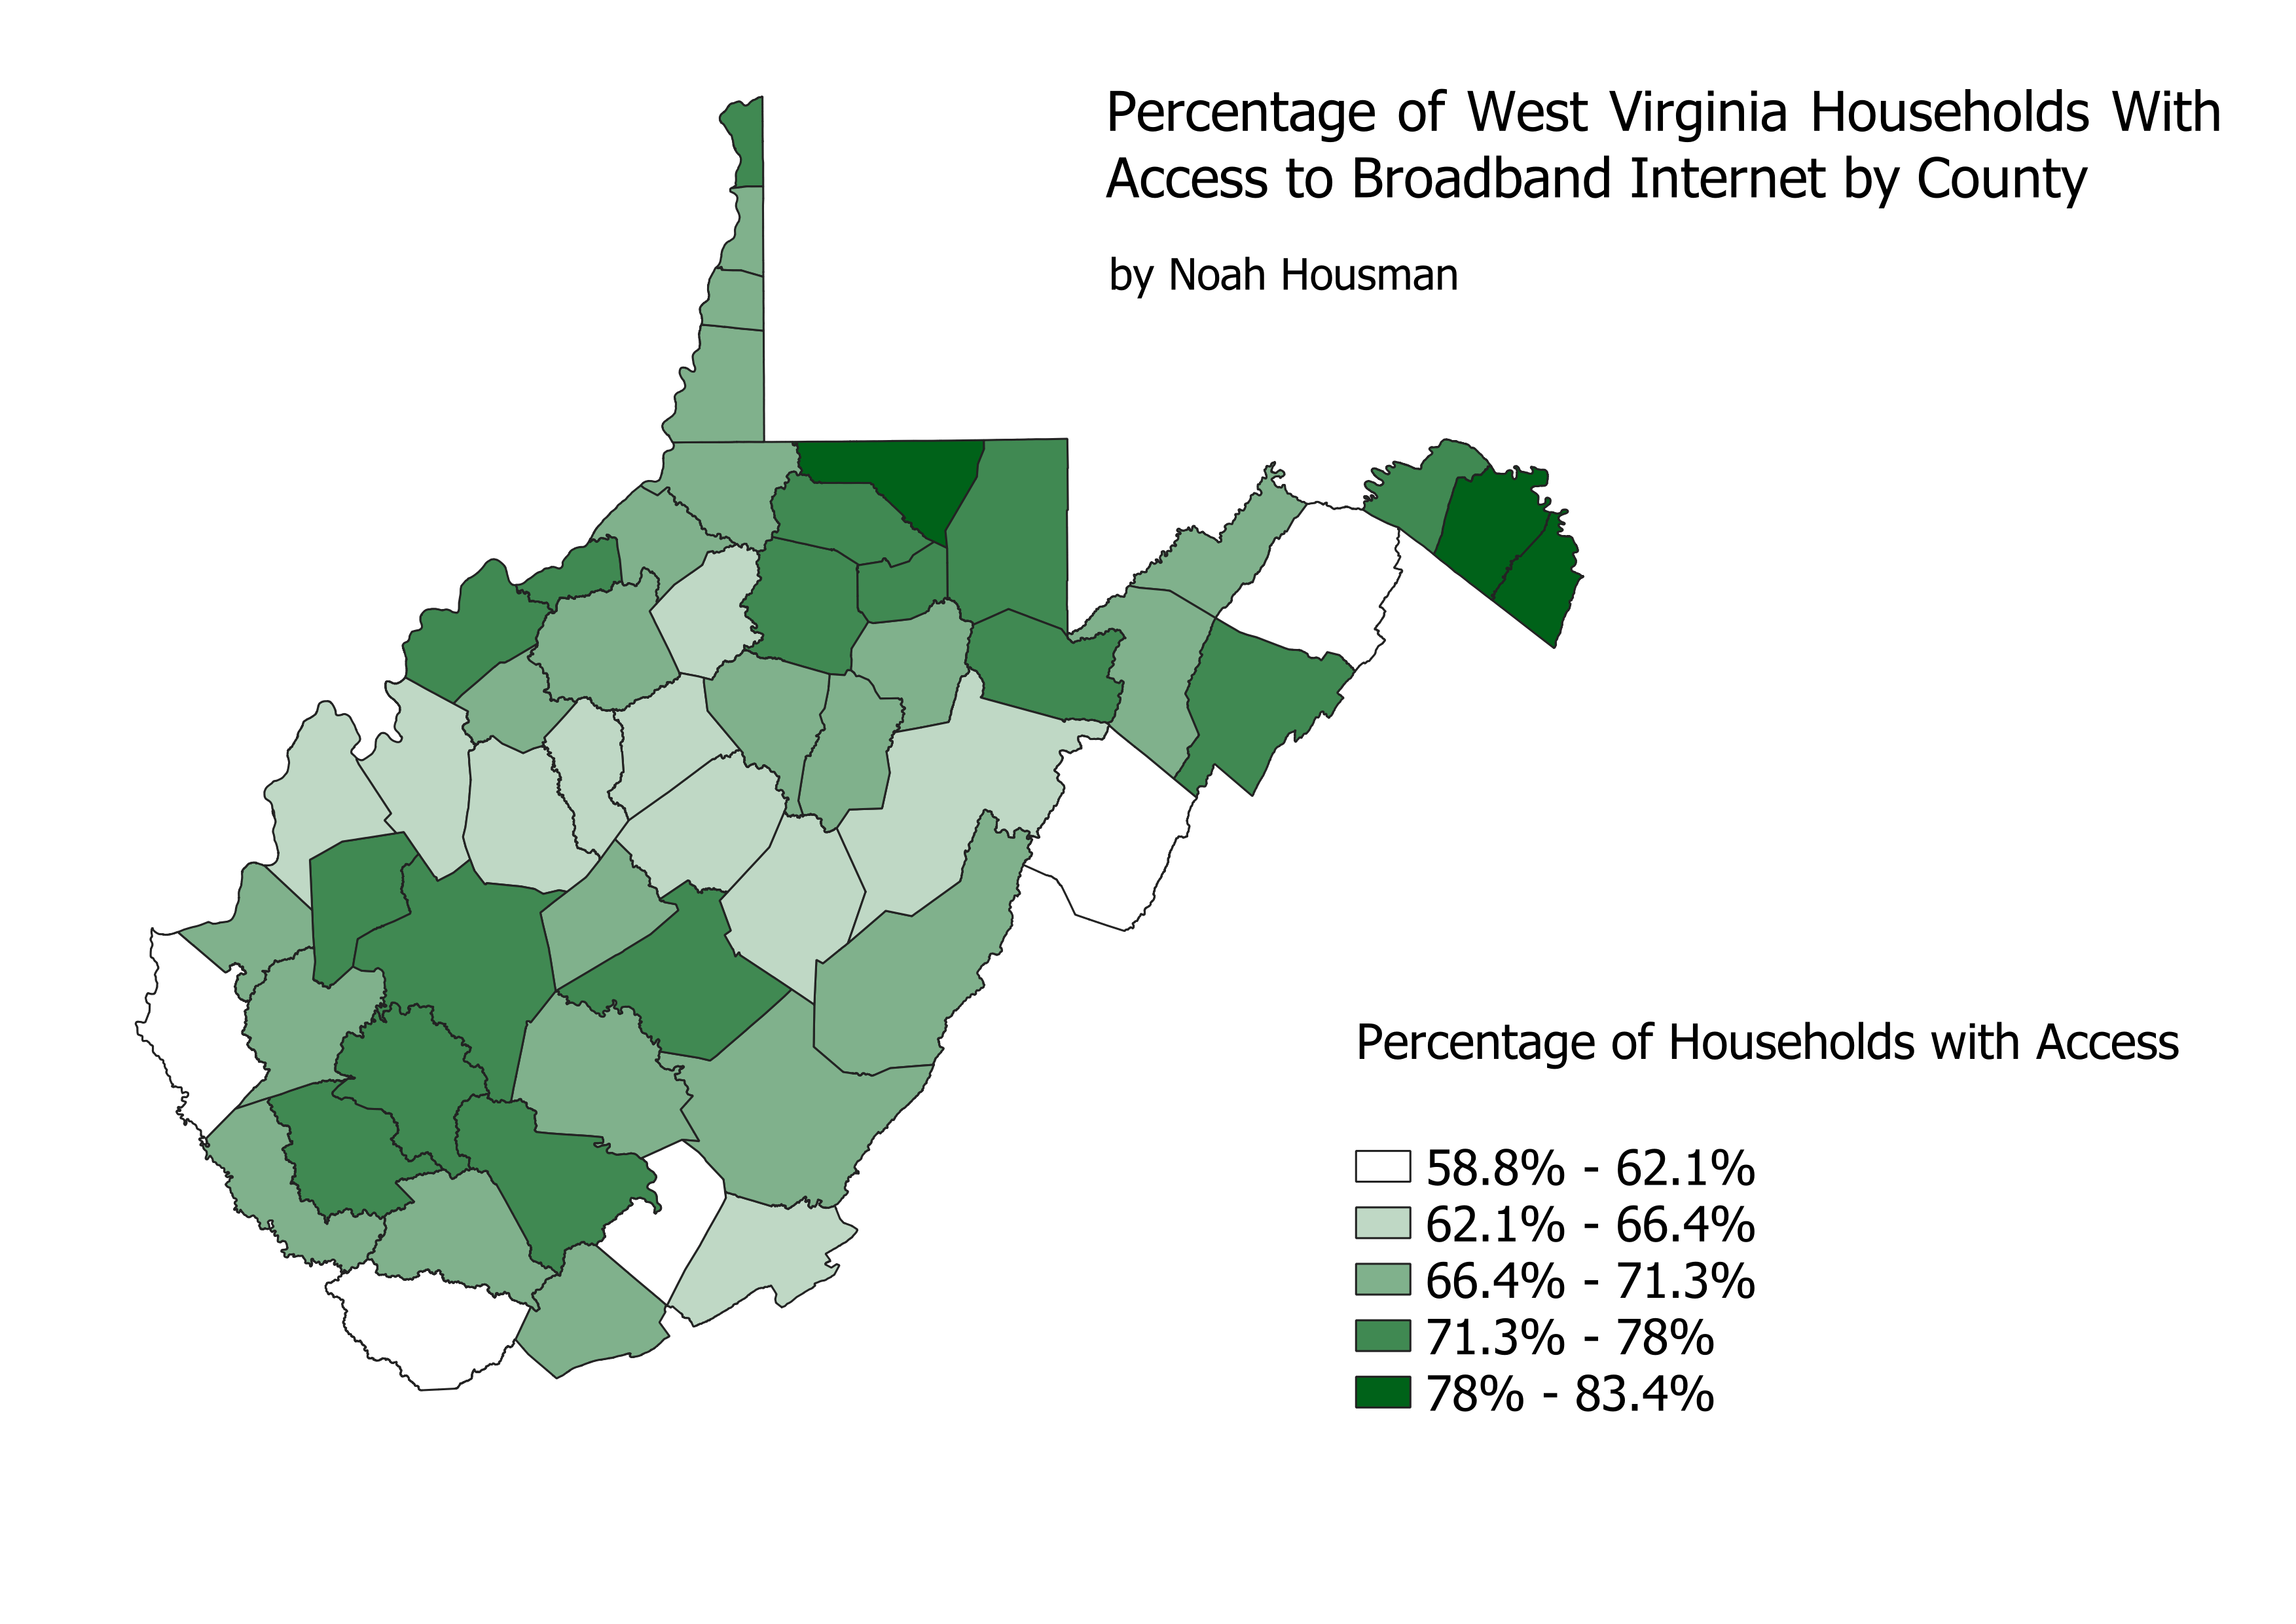 Percentage of West Virginia Households With
Access to Broadband Internet by County
by Noah Housman
Percentage of Households with Access
58.8% - 62.1%
62.1% - 66.4%
66.4% - 71.3%
71.3% - 78%
78% - 83.4%